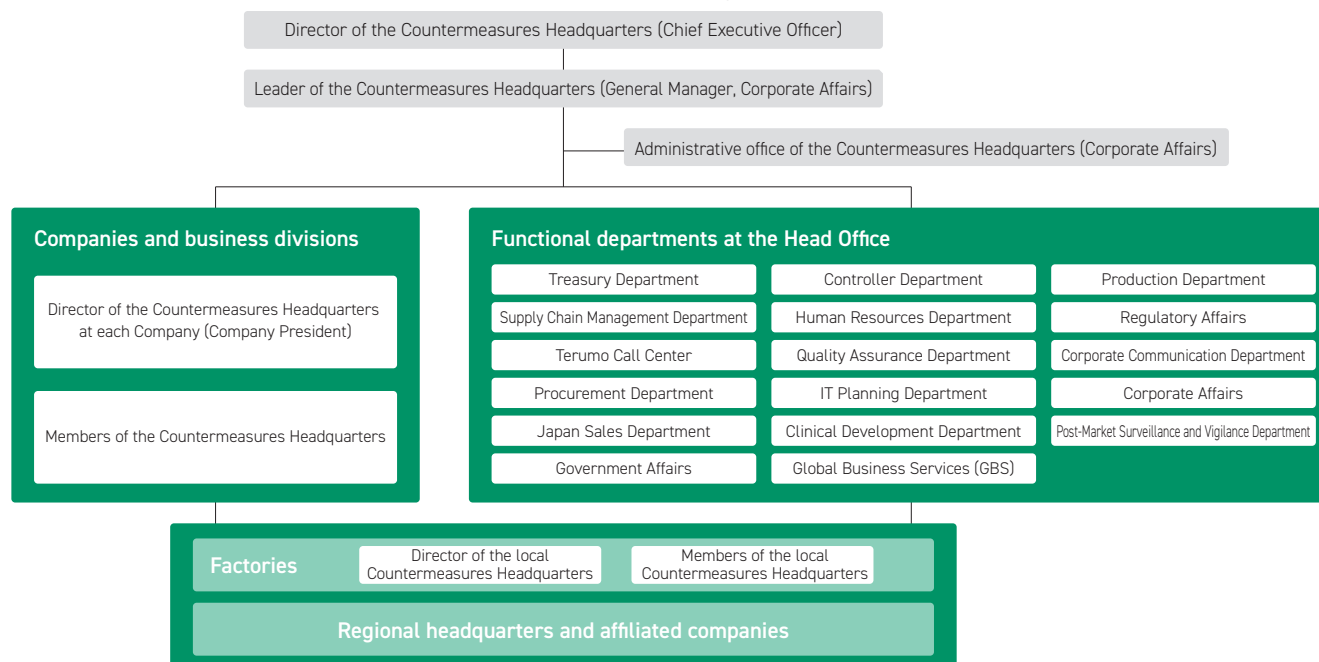 Director of the Countermeasures Headquarters (Chief Executive Officer)
Leader of the Countermeasures Headquarters (General Manager, Corporate Affairs)
Administrative office of the Countermeasures Headquarters (Corporate Affairs)
Companies and business divisions
Director of the Countermeasures Headquarters
at each Company (Company President)
Members of the Countermeasures Headquarters
Functional departments at the Head Office
Treasury Department
Controller Department
Production Department
Supply Chain Management Department
Human Resources Department
Regulatory Affairs
Terumo Call Center
Quality Assurance Department
Corporate Communication Department
Procurement Department
IT Planning Department
Corporate Affairs
Japan Sales Department
Clinical Development Department
Post-Market Surveillance and Vigilance Department
Government Affairs
Global Business Services (GBS)
Factories
Director of the local
Countermeasures Headquarters
Members of the local
Countermeasures Headquarters
Regional headquarters and affiliated companies